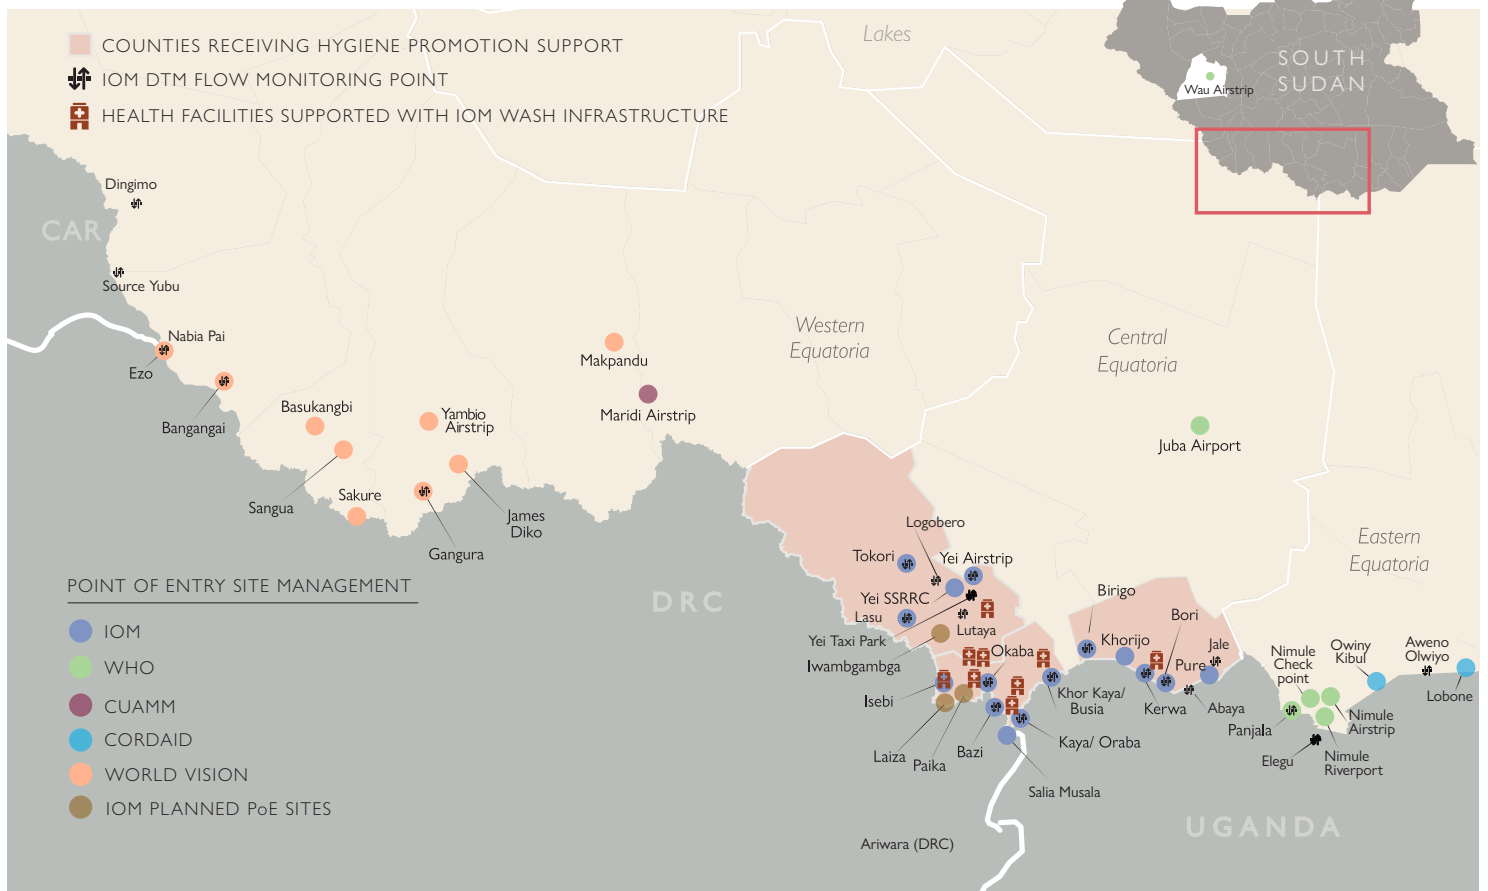 COUNTIES RECEIVING HYGIENE PROMOTION SUPPORT
IOM DTM FLOW MONITORING POINT
HEALTH FACILITIES SUPPORTED WITH IOM WASH INFRASTRUCTURE
Lakes
SOUTH
SUDAN
Wau Airstrip
Dingimo
CAR
Source Yubu
Nabia Pai
Ezo
Bangangai
Basukangbi
Sangua
Sakure
Yambio
Airstrip
Gangura
James
Diko
Makpandu
Maridi Airstrip
Western
Equatoria
Central
Equatoria
Juba Airport
Eastern
Equatoria
DRC
Logobero
Tokori
Yei Airstrip
Yei SSRRC
Lasu
Yei Taxi Park
Lutaya
Iwambgambga
Okaba
Isebi
Laiza
Paika
Bazi
Khor Kaya/
Busia
Kaya/ Oraba
Salia Musala
Ariwara (DRC)
Birigo
Khorijo
Bori
Jale
Pure
Kerwa
Abaya
Nimule
Check
point
Owiny
Kibul
Aweno
Olwiyo
Lobone
Panjala
Nimule
Airstrip
Elegu
Nimule
Riverport
UGANDA
POINT OF ENTRY SITE MANAGEMENT
IOM
WHO
CUAMM
CORDAID
WORLD VISION
IOM PLANNED PoE SITES